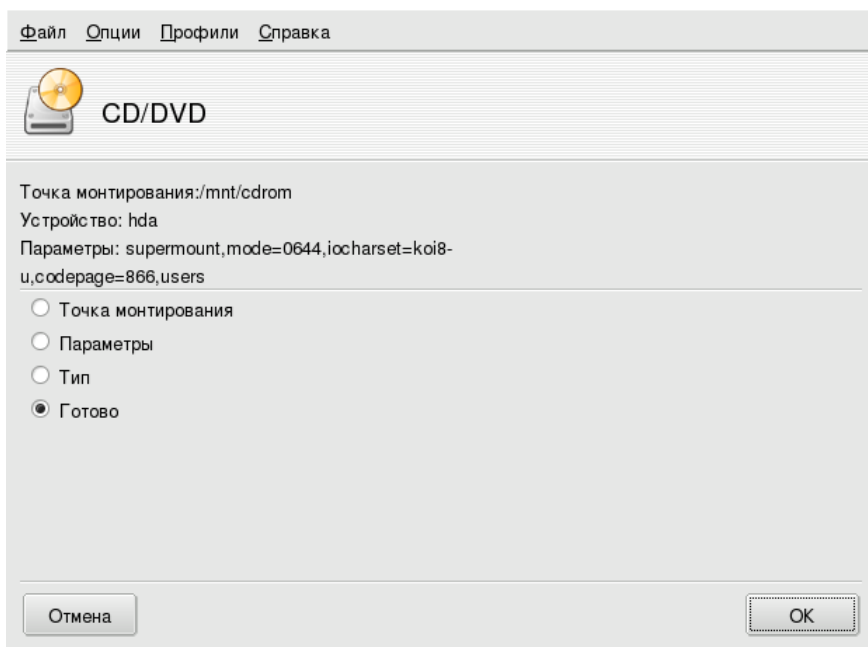 Файл Опции Профили Справка
CD/DVD
Точка монтирования:/mnt/cdrom
Устройство: hda
Параметры: supermount,mode=0644,iocharset=koi8-
u,codepage=866,users
Точка монтирования
Параметры
Тип
Готово
Отмена OK